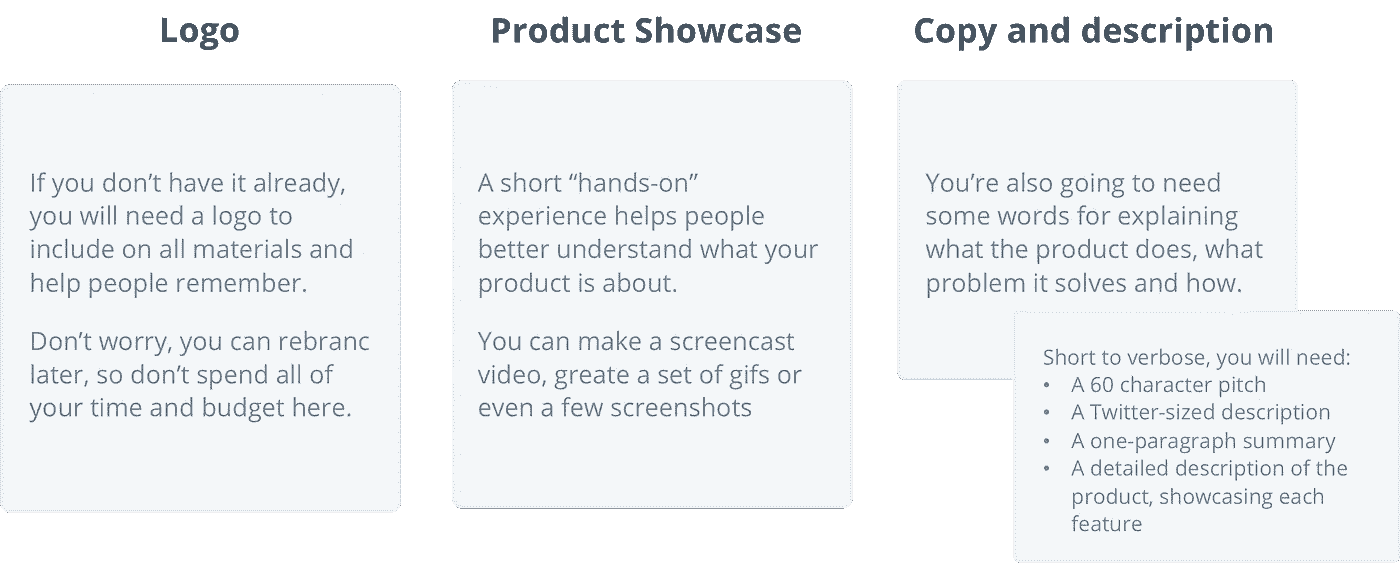 Logo
If you don’t have it already,
you will need a logo to
include on all materials and
help people remember.
Don’t worry, you can rebranc
later, so don’t spend all of
your time and budget here.
Product Showcase
A short “hands-on”
experience helps people
better understand what your
product is about.
You can make a screencast
video, greate a set of gifs or
even a few screenshots
Copy and description
You’re also going to need
some words for explaining
what the product does, what
problem it solves and how.
Short to verbose, you will need:
• A 60 character pitch
• A Twitter-sized description
• A one-paragraph summary
• A detailed description of the
product, showcasing each
feature